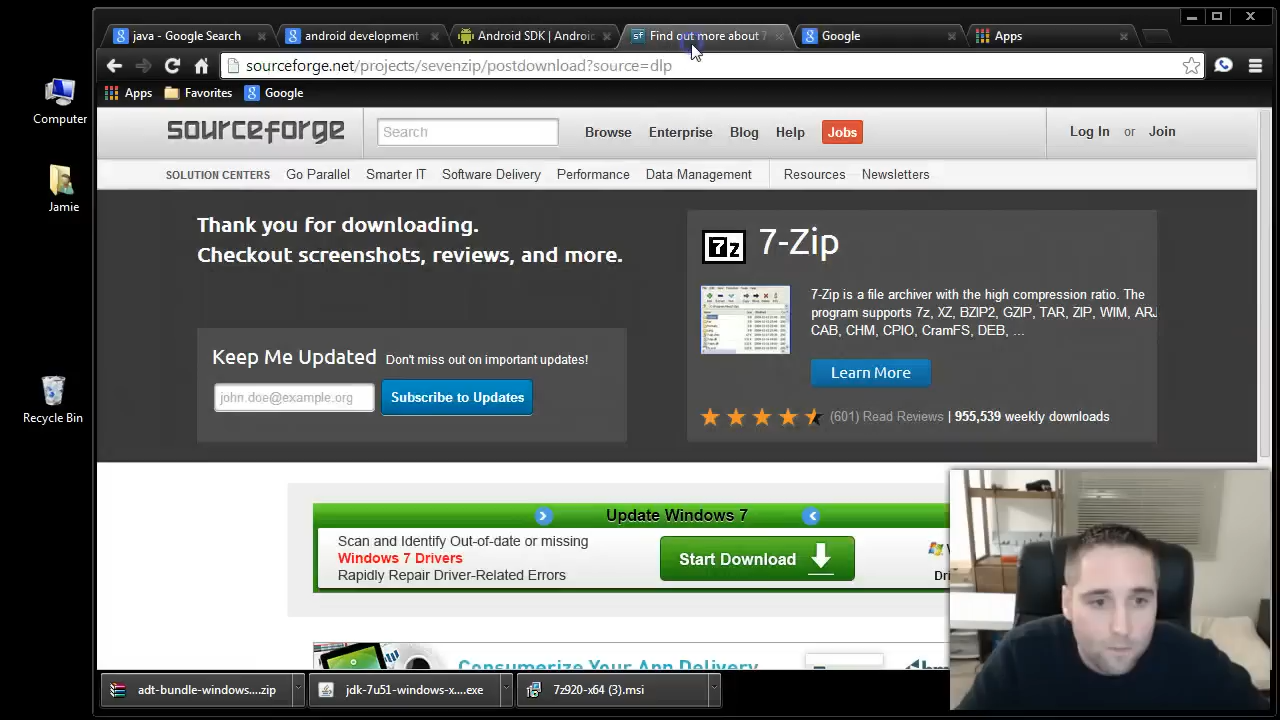 java - Google Search
android development
Android SDK | Androi
Find out more about 7
Google
Apps
sourceforge.net/projects/sevenzip/postdownload?source=dlp
Apps
Favorites
Google
Computer
Jamie
Recycle Bin
sourceforge
Search
Browse
Enterprise
Blog
Help
Jobs
Log In or Join
SOLUTION CENTERS
Go Parallel
Smarter IT
Software Delivery
Performance
Data Management
Resources
Newsletters
Thank you for downloading.
Checkout screenshots, reviews, and more.
Keep Me Updated Don't miss out on important updates!
john.doe@example.org
Subscribe to Updates
7z
7-Zip
7-Zip is a file archiver with the high compression ratio. The
program supports 7z, XZ, BZIP2, GZIP, TAR, ZIP, WIM, ARJ
CAB, CHM, CPIO, CramFS, DEB, ...
Learn More
(601) Read Reviews | 955,539 weekly downloads
Update Windows 7
Scan and Identify Out-of-date or missing
Windows 7 Drivers
Rapidly Repair Driver-Related Errors
Start Download
Consumerize Your App Delivery
adt-bundle-windows....zip
jdk-7u51-windows-x....exe
7z920-x64 (3).msi